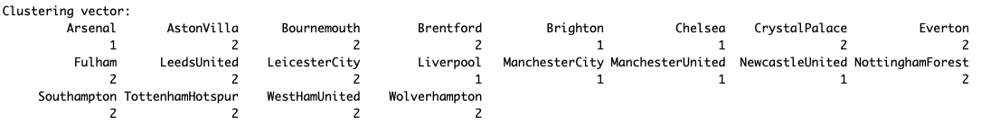 Clustering vector:
Arsenal AstonVilla Bournemouth Brentford Brighton Chelsea CrystalPalace Everton
1 2 2 2 1 1 2 2
Fulham LeedsUnited LeicesterCity Liverpool ManchesterCity ManchesterUnited NewcastleUnited NottinghamForest
2 2 2 1 1 1 1 2
Southampton TottenhamHotspur WestHamUnited Wolverhampton
2 2 2 2